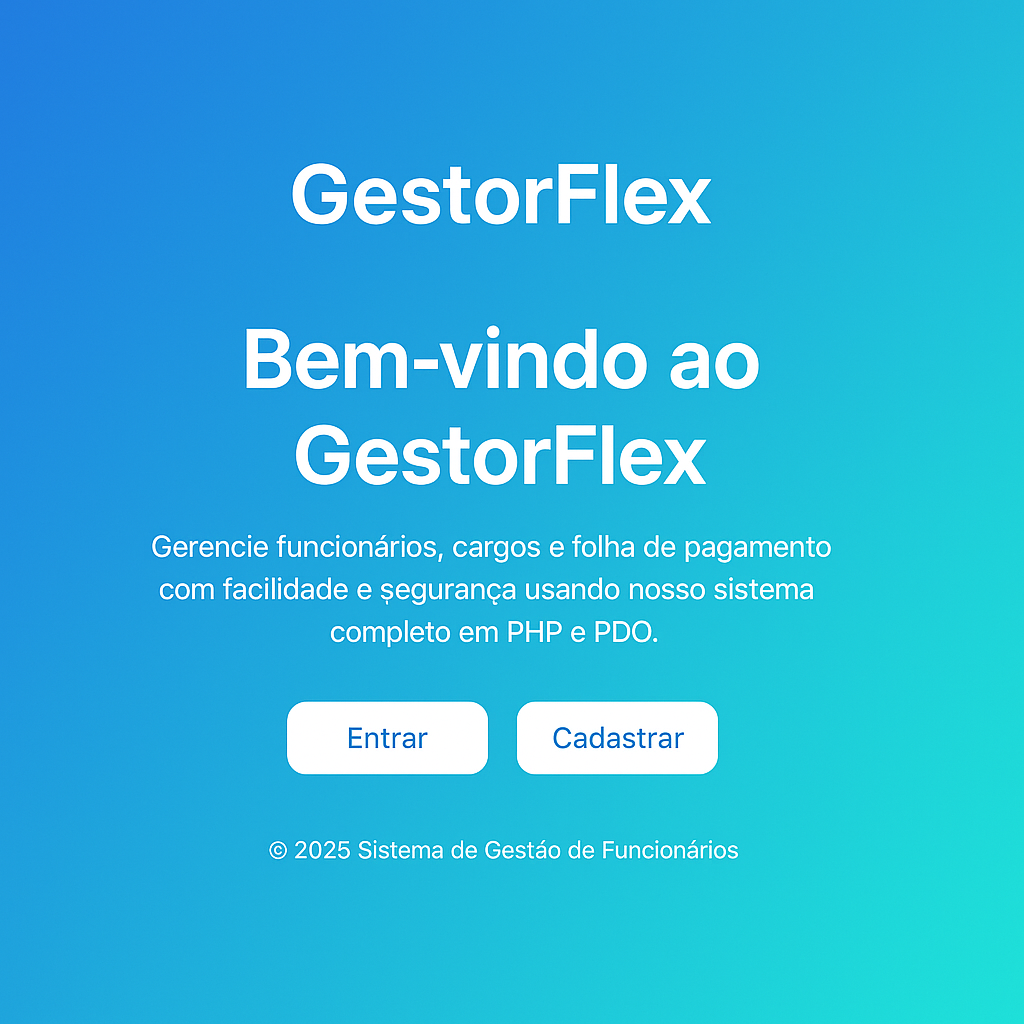 GestorFlex
Bem-vindo ao
GestorFlex
Gerencie funcionários, cargos e folha de pagamento
com facilidade e şegurança usando nosso sistema
completo em PHP e PDO.
Entrar
Cadastrar
© 2025 Sistema de Gestáo de Funcionários